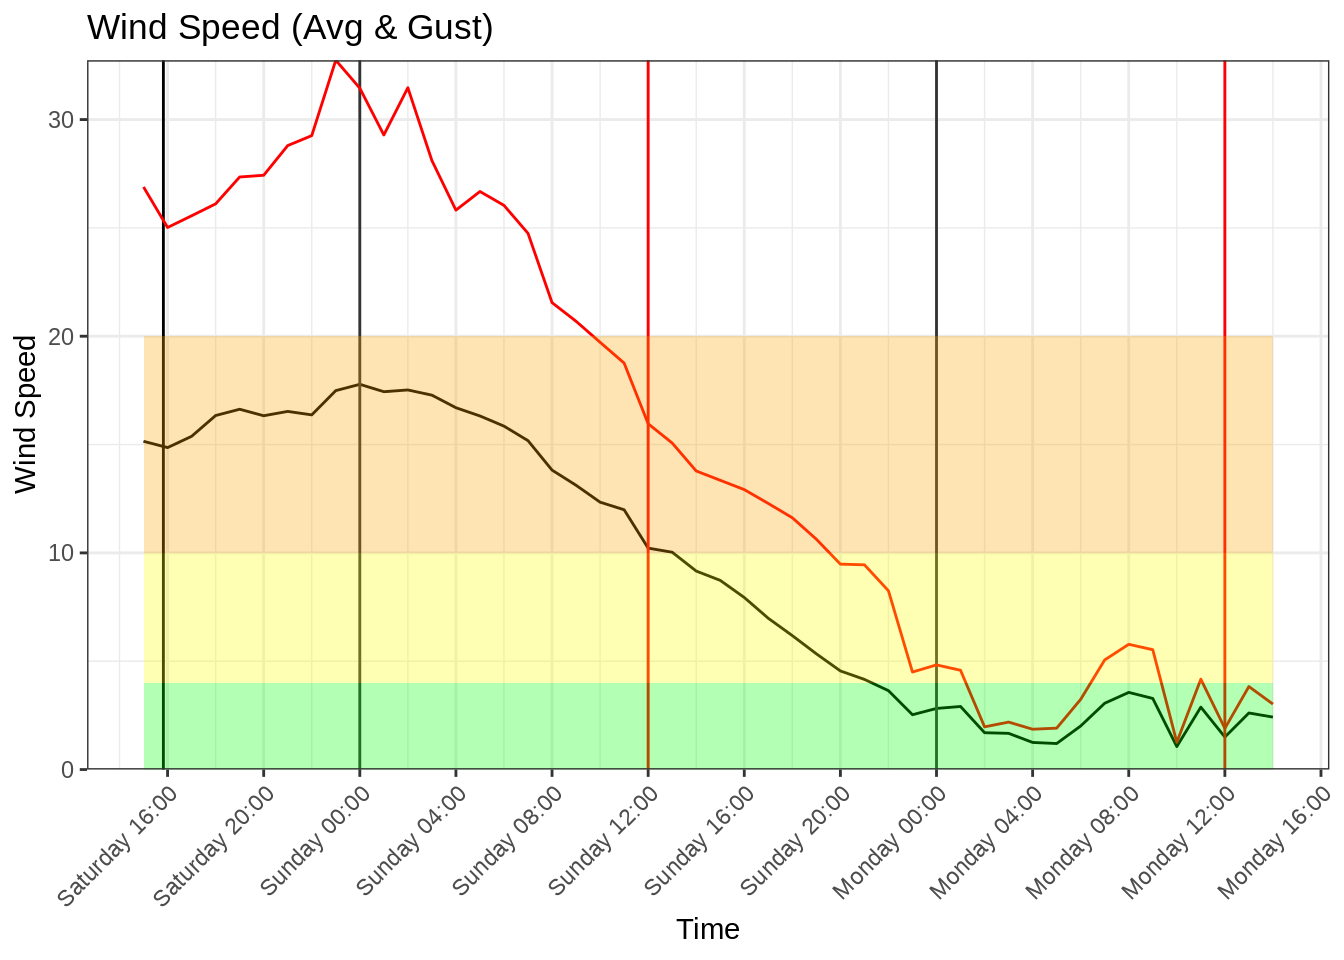 Wind Speed (Avg & Gust)
Wind Speed
30
20
10
0
Saturday 16:00
Saturday 20:00
Sunday 00:00
Sunday 04:00
Sunday 08:00
Sunday 12:00
Sunday 16:00
Sunday 20:00
Monday 00:00
Monday 04:00
Monday 08:00
Monday 12:00
Monday 16:00
Time